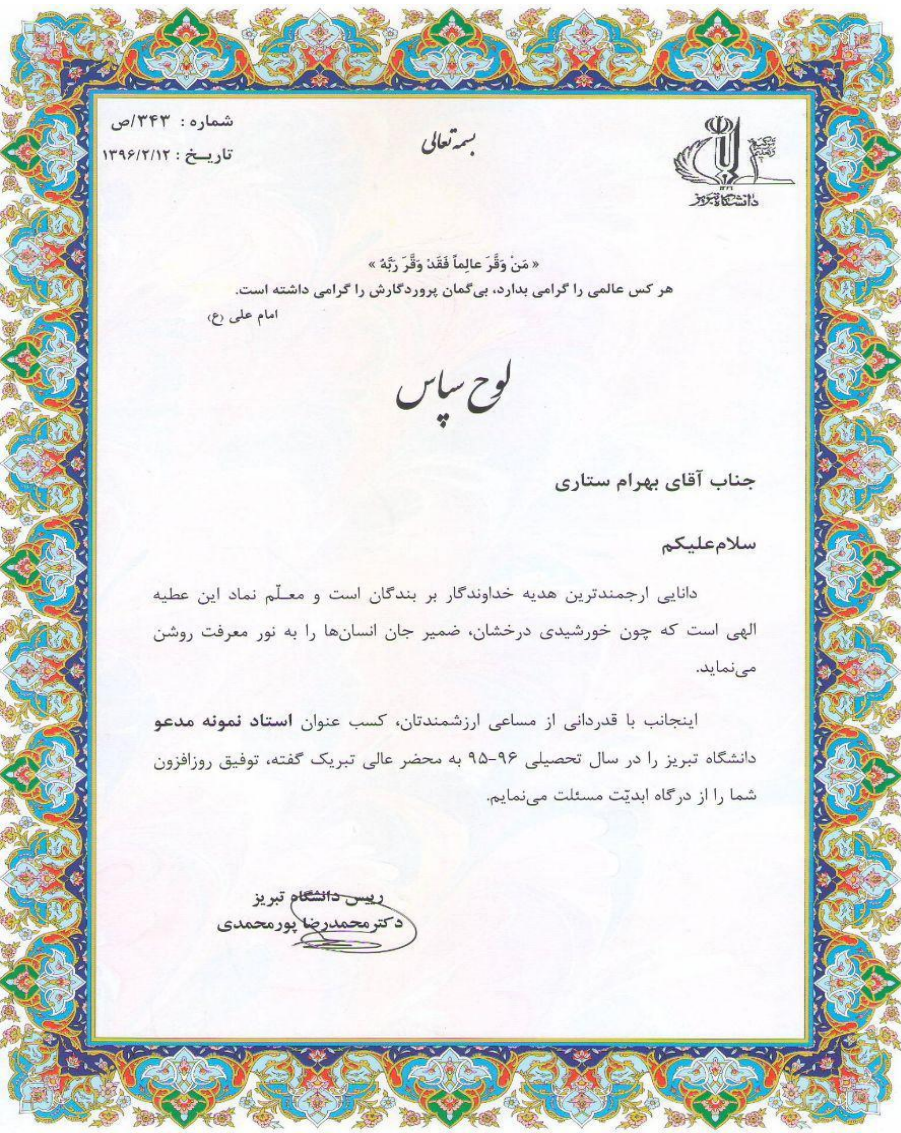 بسمه تعالی
شماره : ۳۴۳/ص
تاریخ : ۱۳۹۶/۲/۱۲
۱۳۲۶
دانشگاه تبریز
« مَنْ وَقَّرَ عالِماً فَقَدْ وَقَّرَ رَبَّهُ »
هر کس عالمی را گرامی بدارد، بی‌گمان پروردگارش را گرامی داشته است.
امام علی (ع)
لوح سپاس
جناب آقای بهرام ستاری
سلام‌علیکم
دانایی ارجمندترین هدیه خداوندگار بر بندگان است و معلّم نماد این عطیه
الهی است که چون خورشیدی درخشان، ضمیر جان انسان‌ها را به نور معرفت روشن
می‌نماید.
اینجانب با قدردانی از مساعی ارزشمندتان، کسب عنوان استاد نمونه مدعو
دانشگاه تبریز را در سال تحصیلی ۹۶-۹۵ به محضر عالی تبریک گفته، توفیق روزافزون
شما را از درگاه ابدیّت مسئلت می‌نمایم.
رییس دانشگاه تبریز
دکترمحمدرضا پورمحمدی